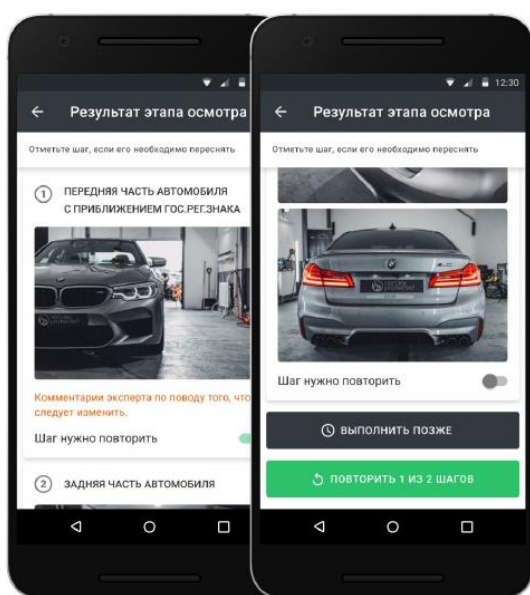 Результат этапа осмотра
Отметьте шаг, если его необходимо переснять
1 ПЕРЕДНЯЯ ЧАСТЬ АВТОМОБИЛЯ
С ПРИБЛИЖЕНИЕМ ГОС.РЕГ.ЗНАКА
Комментарии эксперта по поводу того, что
следует изменить.
Шаг нужно повторить
2 ЗАДНЯЯ ЧАСТЬ АВТОМОБИЛЯ
12:30
Результат этапа осмотра
Отметьте шаг, если его необходимо переснять
Шаг нужно повторить
ВЫПОЛНИТЬ ПОЗЖЕ
ПОВТОРИТЬ 1 ИЗ 2 ШАГОВ